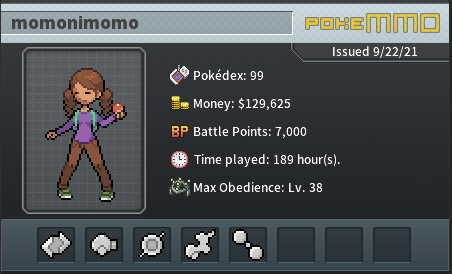 momonimomo
POKEMMO
Issued 9/22/21
Pokédex: 99
Money: $129,625
BP Battle Points: 7,000
Time played: 189 hour(s).
Max Obedience: Lv. 38